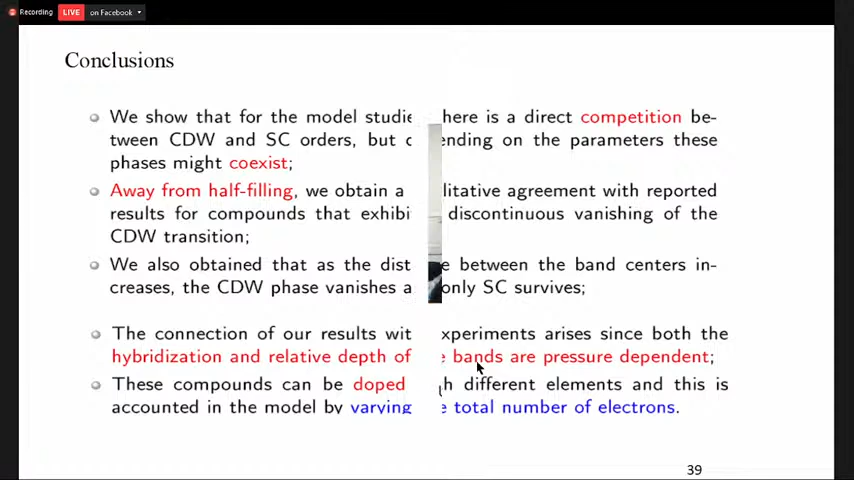 Recording LIVE on Facebook
Conclusions
We show that for the model studie here is a direct competition be-
tween CDW and SC orders, but ending on the parameters these
phases might coexist;
Away from half-filling, we obtain a litative agreement with reported
results for compounds that exhibi discontinuous vanishing of the
CDW transition;
We also obtained that as the dist e between the band centers in-
creases, the CDW phase vanishes a only SC survives;
The connection of our results wit xperiments arises since both the
hybridization and relative depth of e bands are pressure dependent;
These compounds can be doped h different elements and this is
accounted in the model by varying e total number of electrons.
39